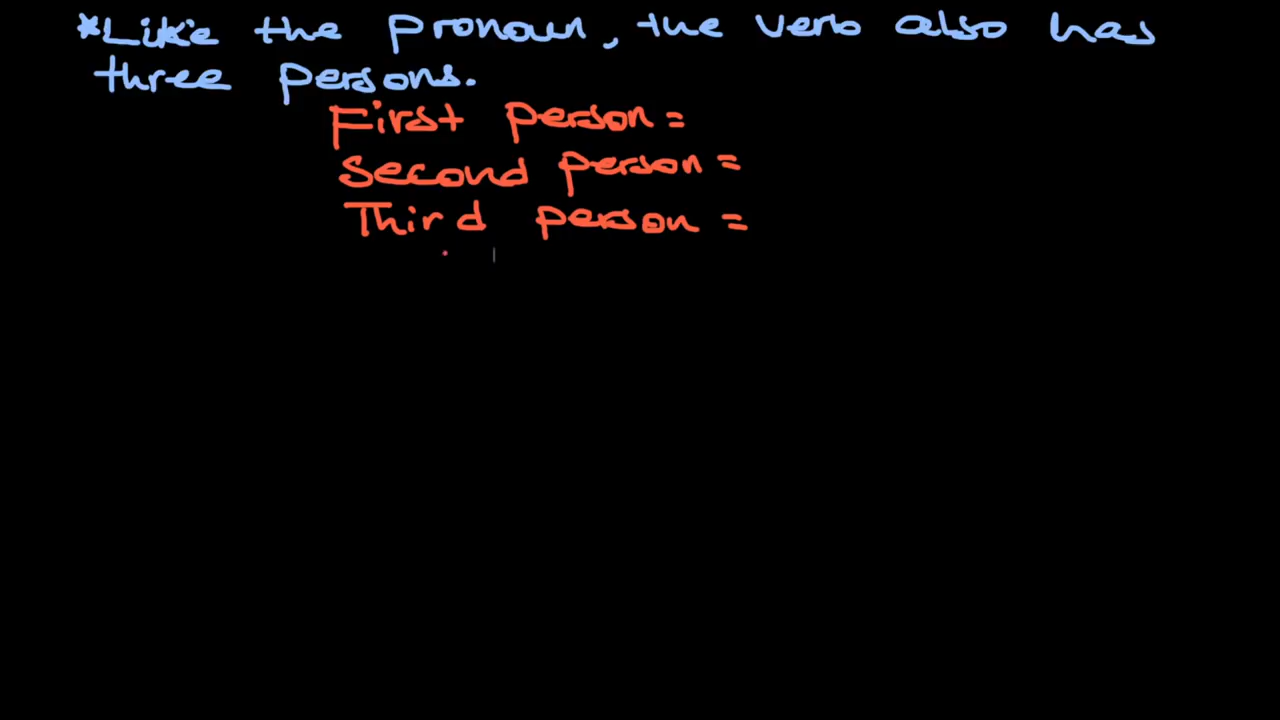 *Like the pronoun, the verb also has
three persons.
First person =
Second person =
Third person =